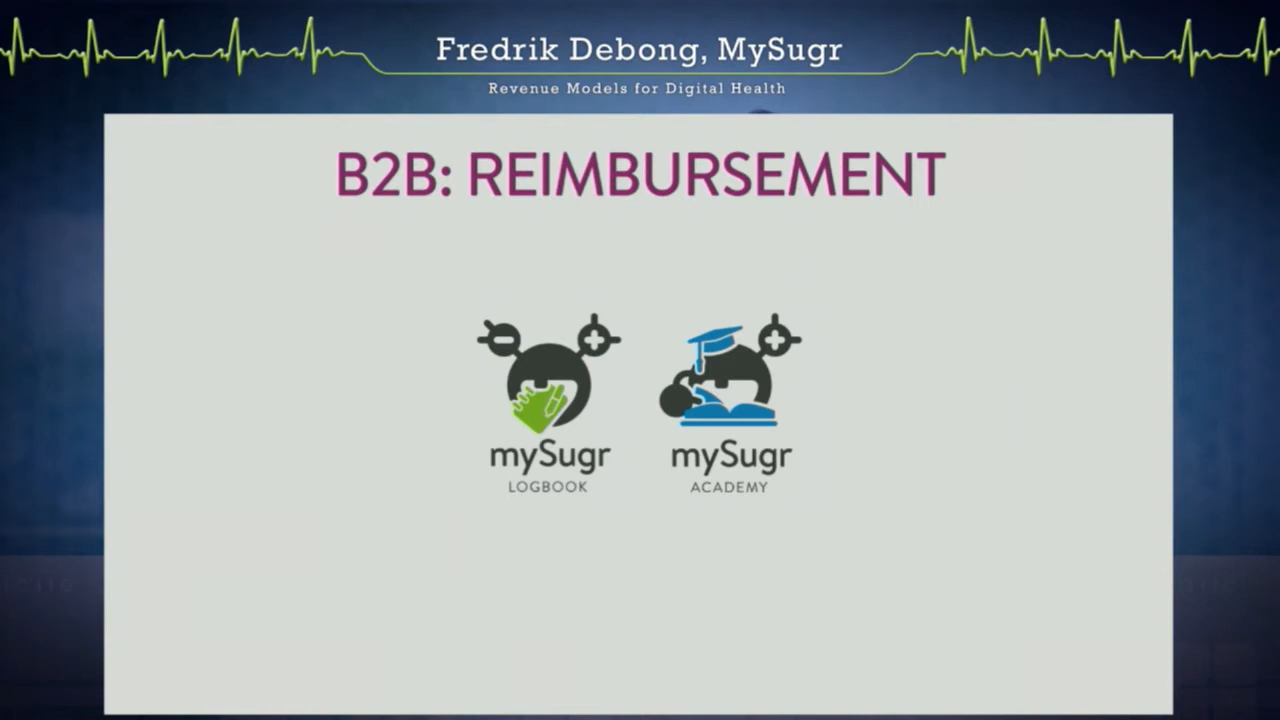 Fredrik Debong, MySugr
Revenue Models for Digital Health
B2B: REIMBURSEMENT
mySugr
LOGBOOK
mySugr
ACADEMY